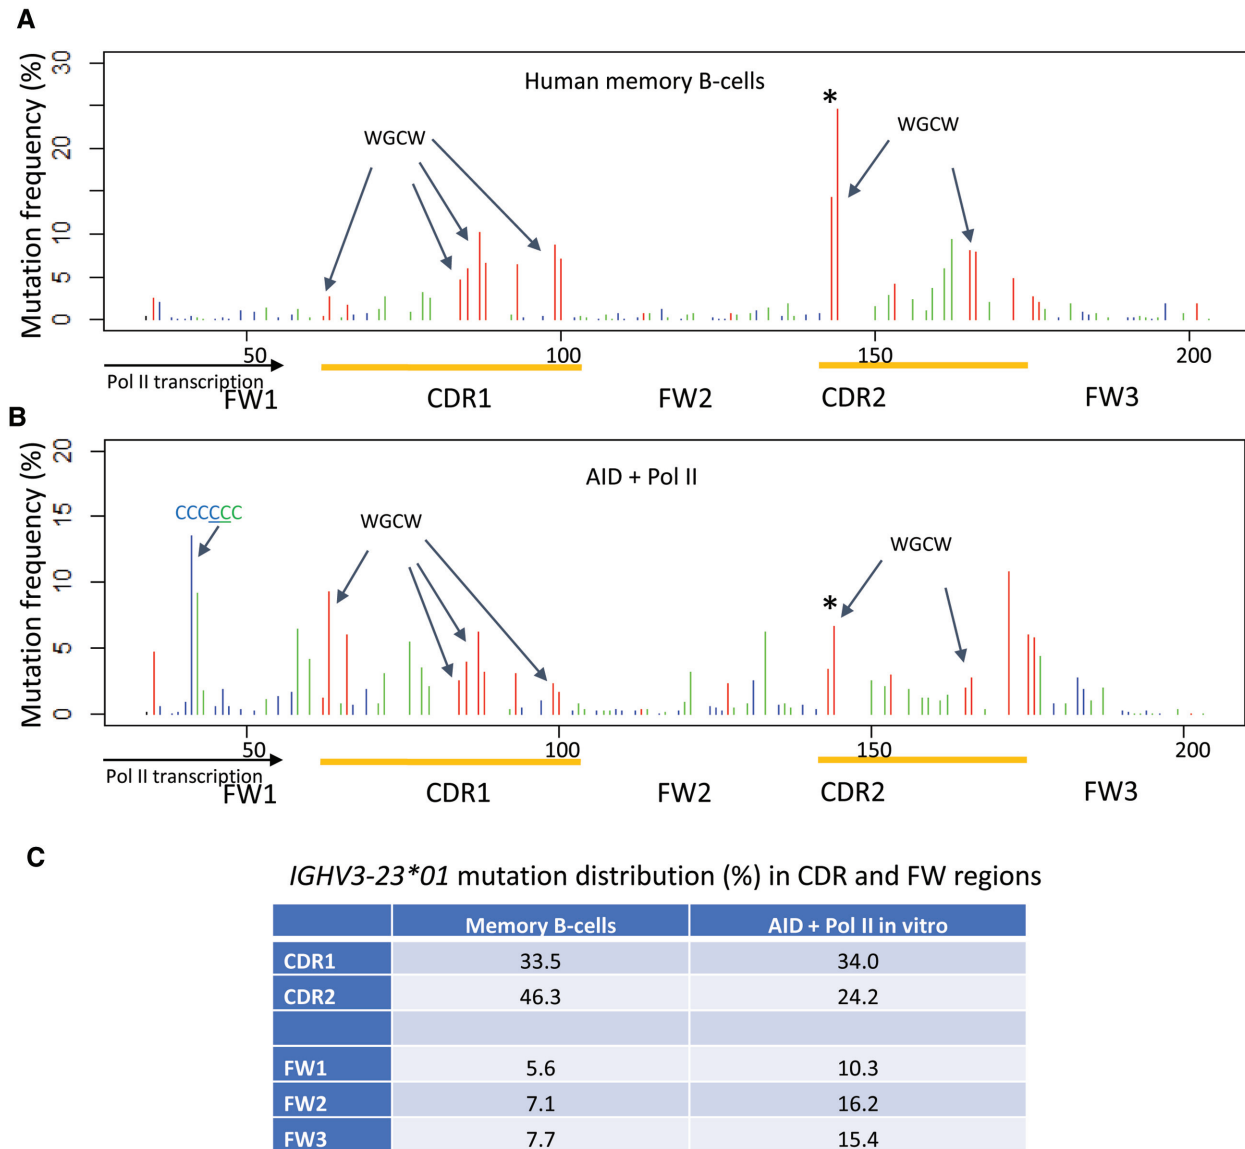 A
Mutation frequency (%)
30
20
10
5
0
Human memory B-cells
WGCW
*
WGCW
50
100
150
200
Pol II transcription
FW1
CDR1
FW2
CDR2
FW3
B
Mutation frequency (%)
20
15
10
5
0
AID + Pol II
CCCCCC
WGCW
WGCW
*
50
100
150
200
Pol II transcription
FW1
CDR1
FW2
CDR2
FW3
C
IGHV3-23*01 mutation distribution (%) in CDR and FW regions
Memory B-cells AID + Pol II in vitro
CDR1 33.5 34.0
CDR2 46.3 24.2
FW1 5.6 10.3
FW2 7.1 16.2
FW3 7.7 15.4